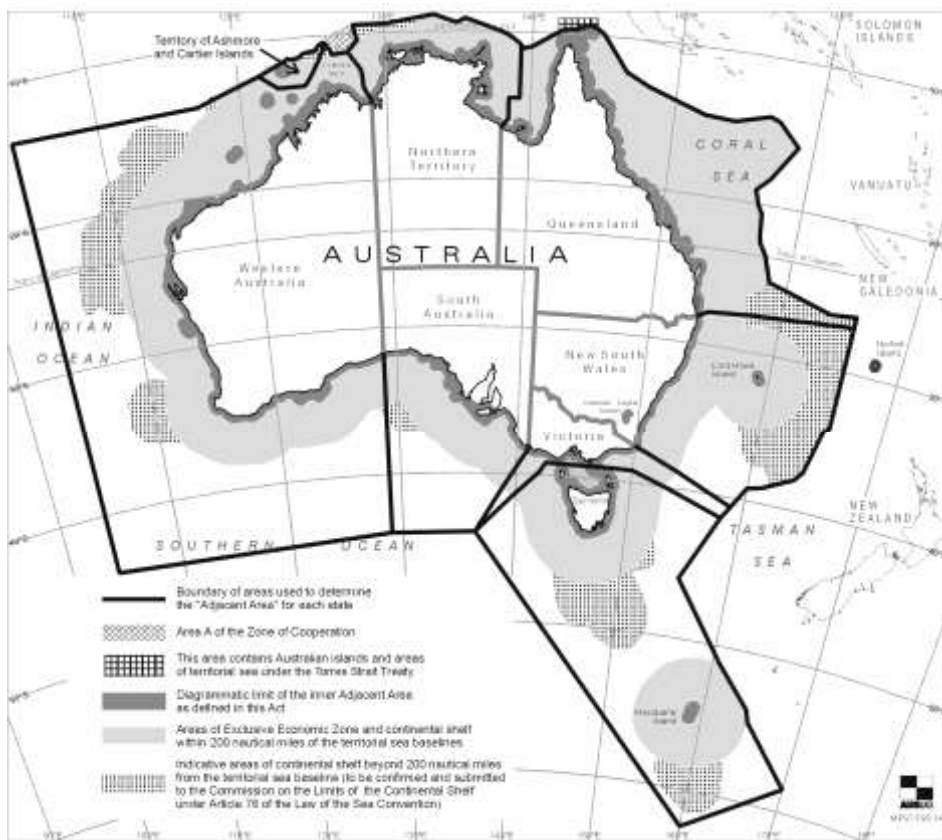 SOLOMON
ISLANDS
Territory of Ashmore
and Cartier Islands
CORAL
SEA
Northern
Territory
VANUATU
Queensland
AUSTRALIA
Western
Australia
NEW
CALEDONIA
South
Australia
INDIAN
OCEAN
New South
Wales
Victoria
NEW
ZEALAND
TASMAN
SEA
SOUTHERN OCEAN
Boundary of areas used to determine
the "Adjacent Area" for each state
Area A of the Zone of Cooperation
This area contains Australian islands and areas
of territorial sea under the Torres Strait Treaty
Diagrammatic limit of the inner Adjacent Area
as defined in this Act
Areas of Exclusive Economic Zone and continental shelf
within 200 nautical miles of the territorial sea baselines
Indicative areas of continental shelf beyond 200 nautical miles
from the territorial sea baseline (to be confirmed and submitted
to the Commission on the Limits of the Continental Shelf
under Article 76 of the Law of the Sea Convention)